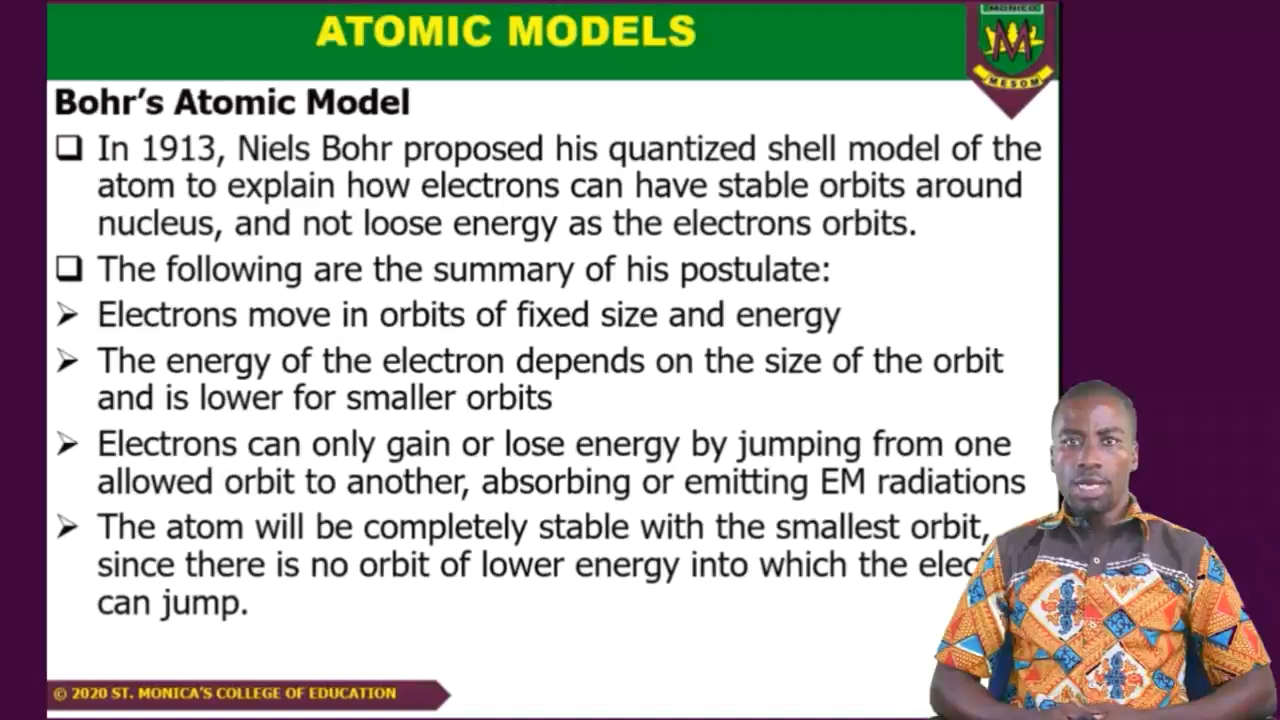 ATOMIC MODELS
MONICO
M
MESOM
Bohr's Atomic Model
In 1913, Niels Bohr proposed his quantized shell model of the
atom to explain how electrons can have stable orbits around
nucleus, and not loose energy as the electrons orbits.
The following are the summary of his postulate:
Electrons move in orbits of fixed size and energy
The energy of the electron depends on the size of the orbit
and is lower for smaller orbits
Electrons can only gain or lose energy by jumping from one
allowed orbit to another, absorbing or emitting EM radiations
The atom will be completely stable with the smallest orbit,
since there is no orbit of lower energy into which the elec
can jump.
© 2020 ST. MONICA'S COLLEGE OF EDUCATION